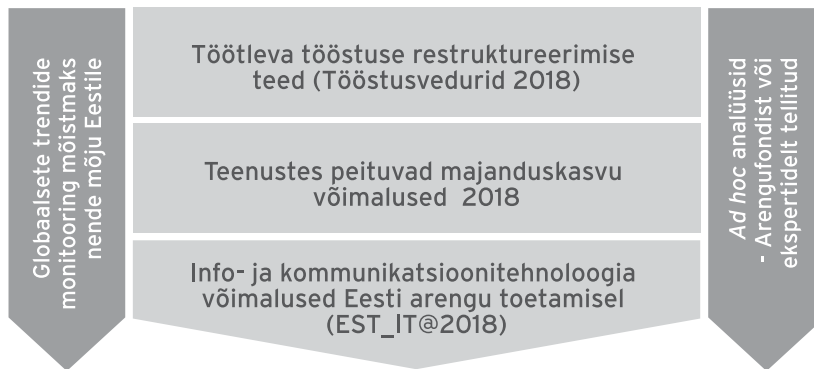 Globaalsete trendide
monitooring mõistmaks
nende mõju Eestile
Töötleva tööstuse restruktureerimise
teed (Tööstusvedurid 2018)
Teenustes peituvad majanduskasvu
võimalused 2018
Info- ja kommunikatsioonitehnoloogia
võimalused Eesti arengu toetamisel
(EST_IT@2018)
Ad hoc analüüsid
- Arengufondist või
ekspertidelt tellitud